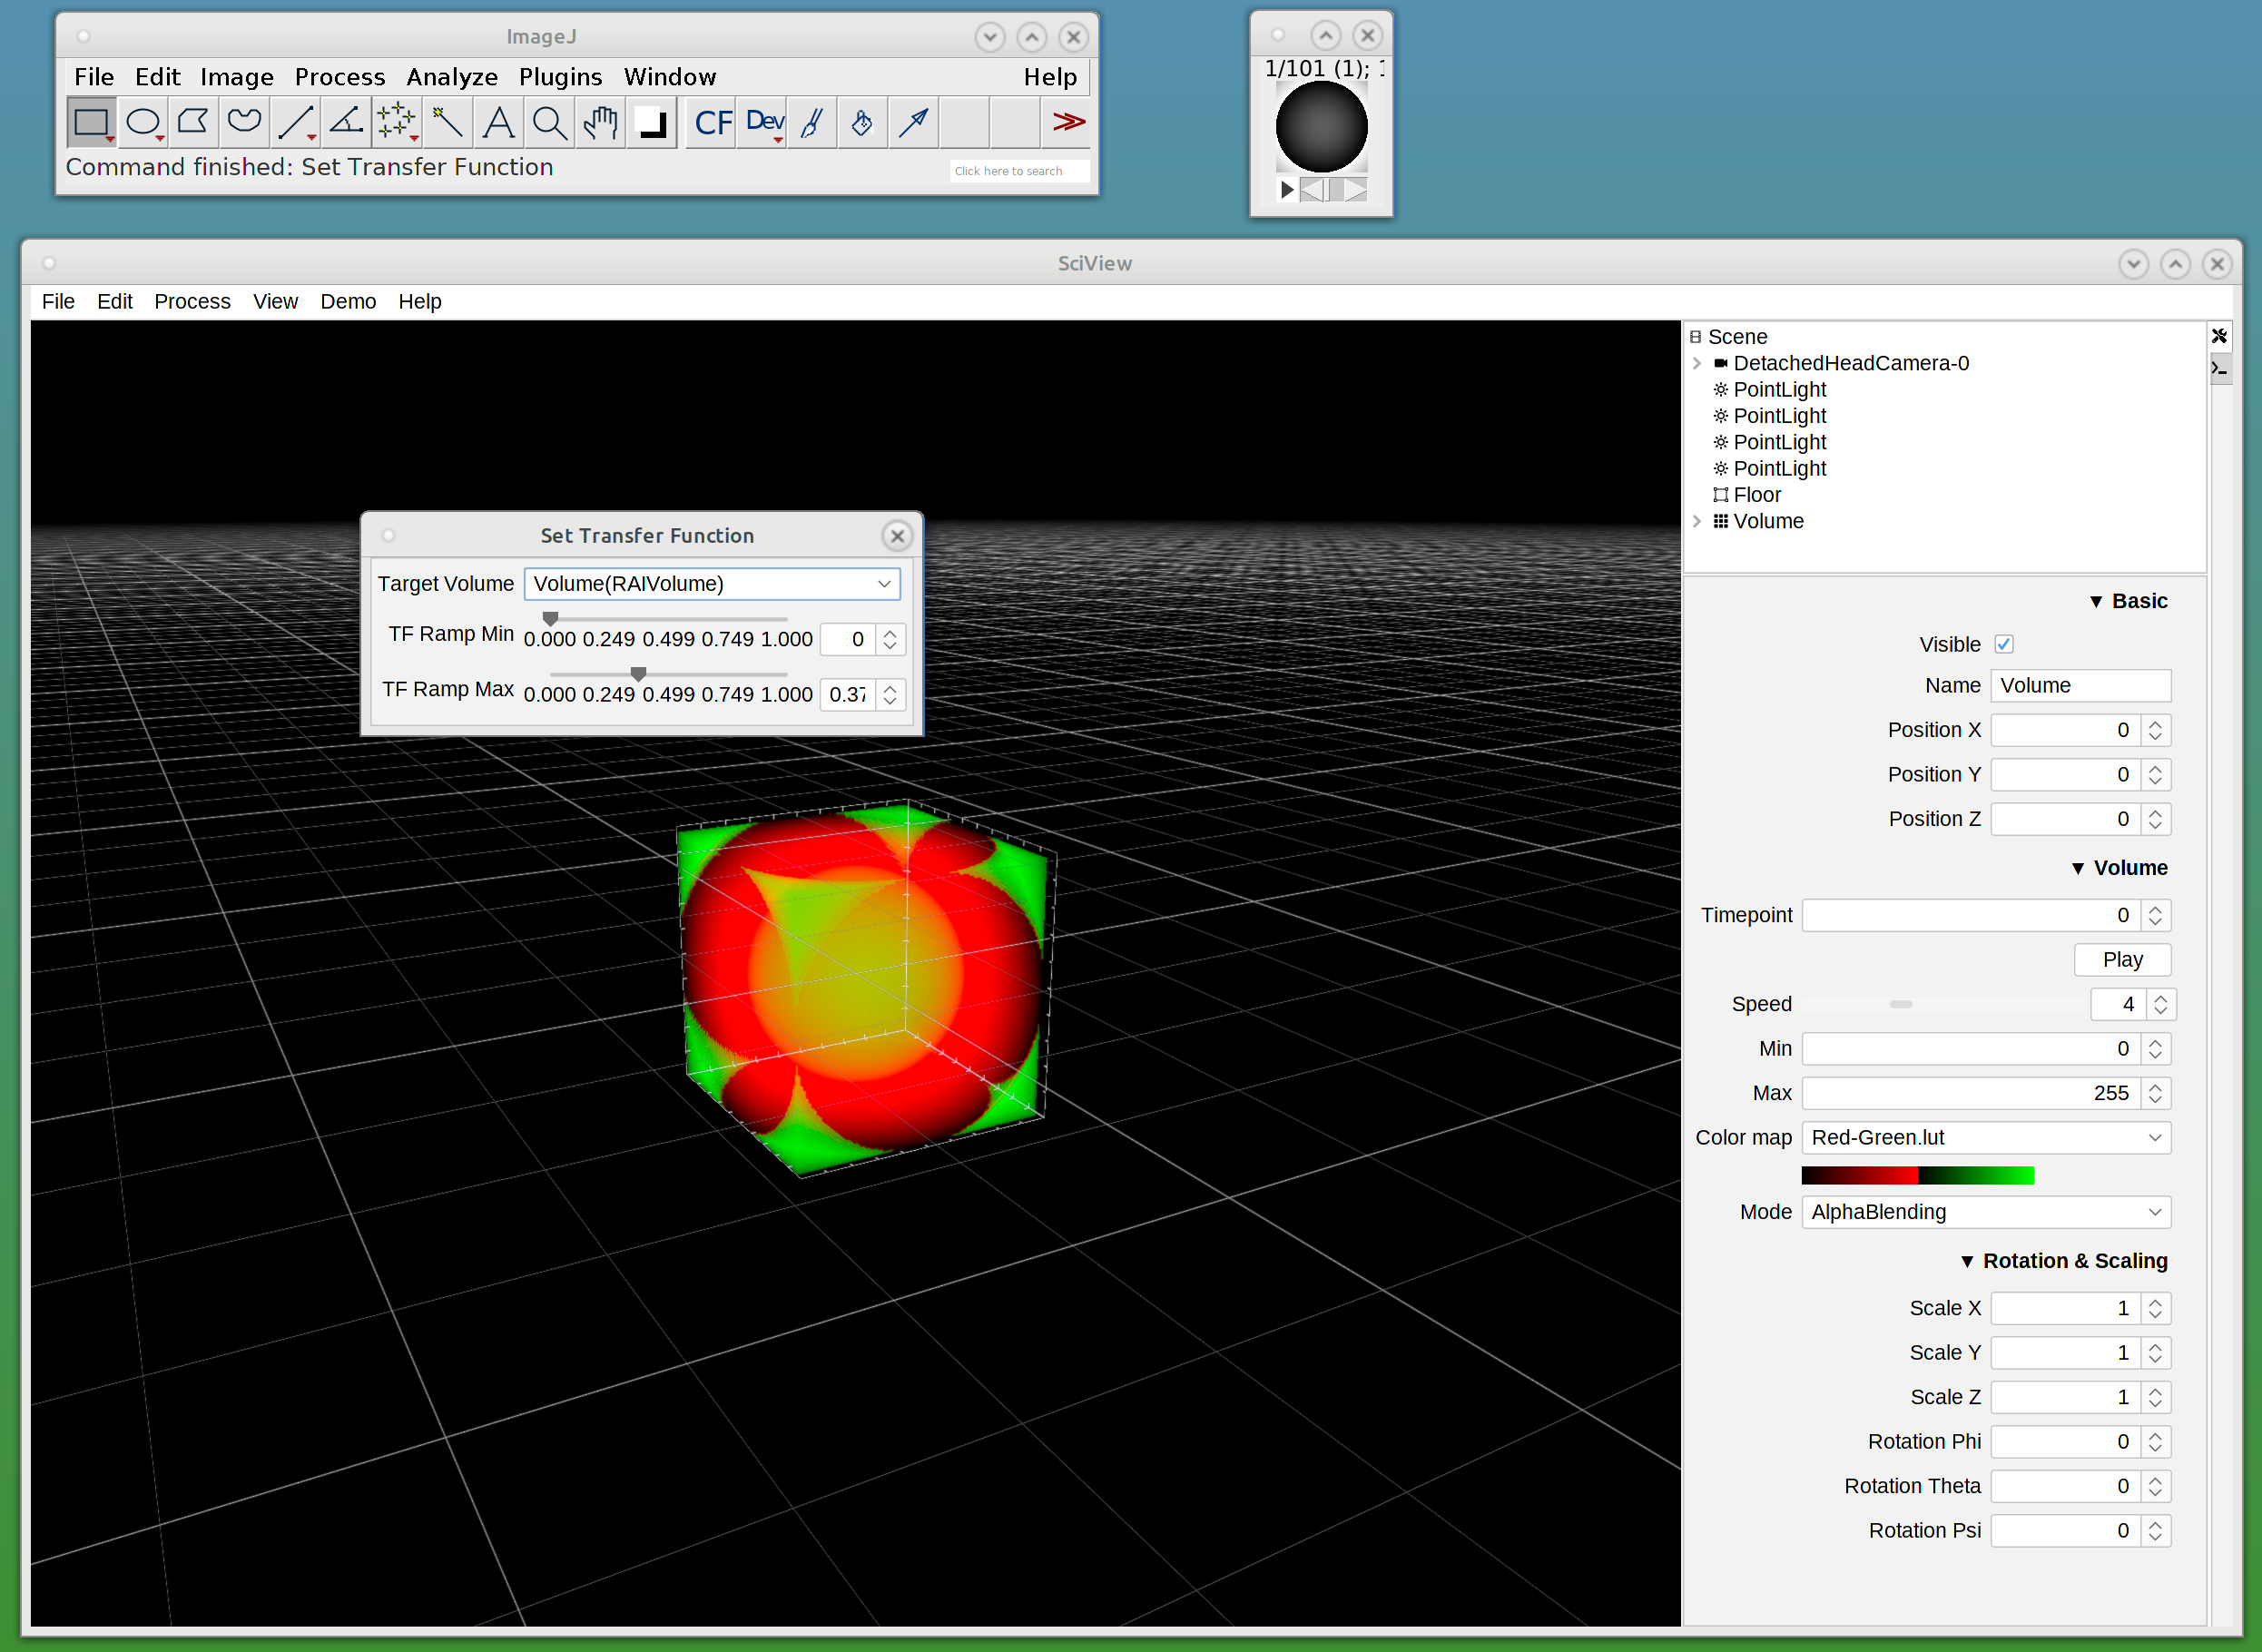 ImageJ
File Edit Image Process Analyze Plugins Window Help
CF Dev
Command finished: Set Transfer Function
Click here to search
1/101 (1); 1
SciView
File Edit Process View Demo Help
Scene
DetachedHeadCamera-0
PointLight
PointLight
PointLight
PointLight
Floor
Volume
Set Transfer Function
Target Volume Volume(RAIVolume)
TF Ramp Min 0.000 0.249 0.499 0.749 1.000 0
TF Ramp Max 0.000 0.249 0.499 0.749 1.000 0.37
▼ Basic
Visible
Name Volume
Position X 0
Position Y 0
Position Z 0
▼ Volume
Timepoint 0
Play
Speed 4
Min 0
Max 255
Color map Red-Green.lut
Mode AlphaBlending
▼ Rotation & Scaling
Scale X 1
Scale Y 1
Scale Z 1
Rotation Phi 0
Rotation Theta 0
Rotation Psi 0